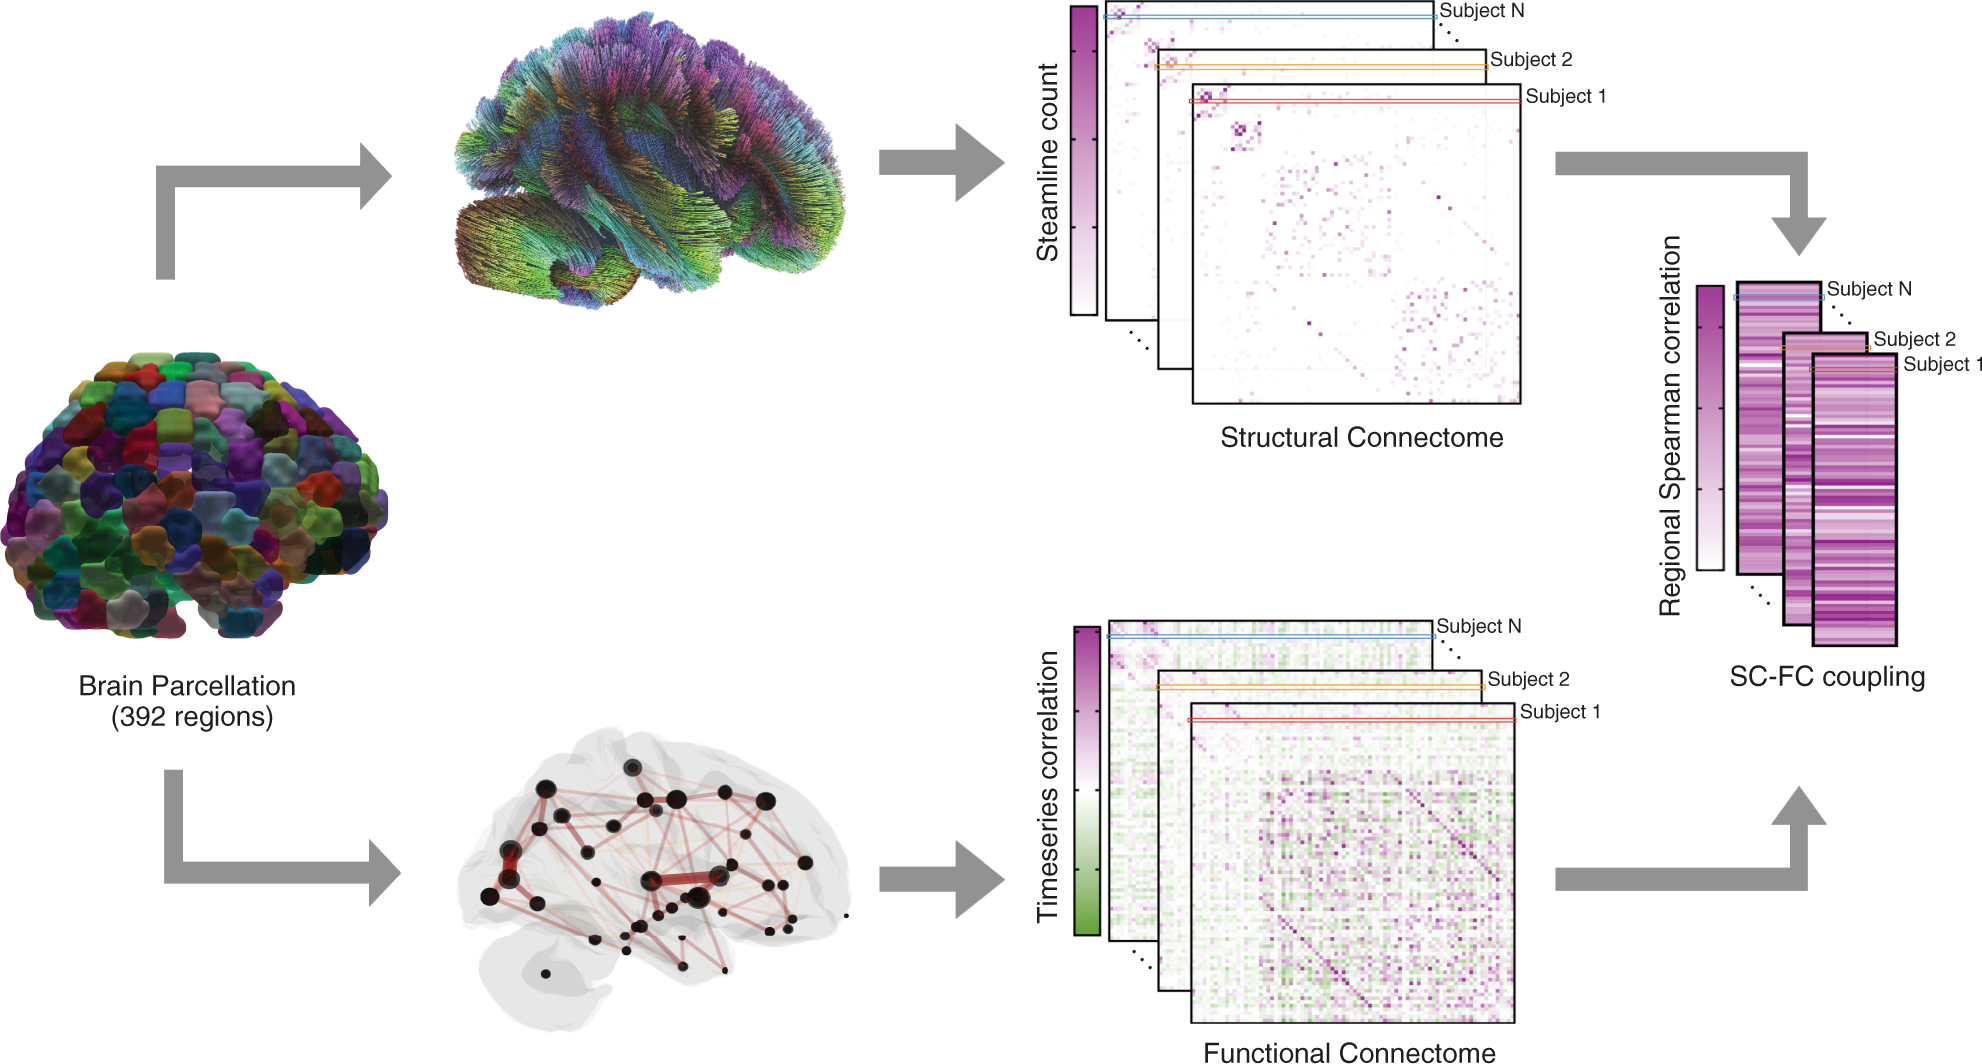 Subject N
Subject 2
Subject 1
Steamline count
Structural Connectome
Brain Parcellation
(392 regions)
Subject N
Subject 2
Subject 1
Timeseries correlation
Functional Connectome
Regional Spearman correlation
Subject N
Subject 2
Subject 1
SC-FC coupling